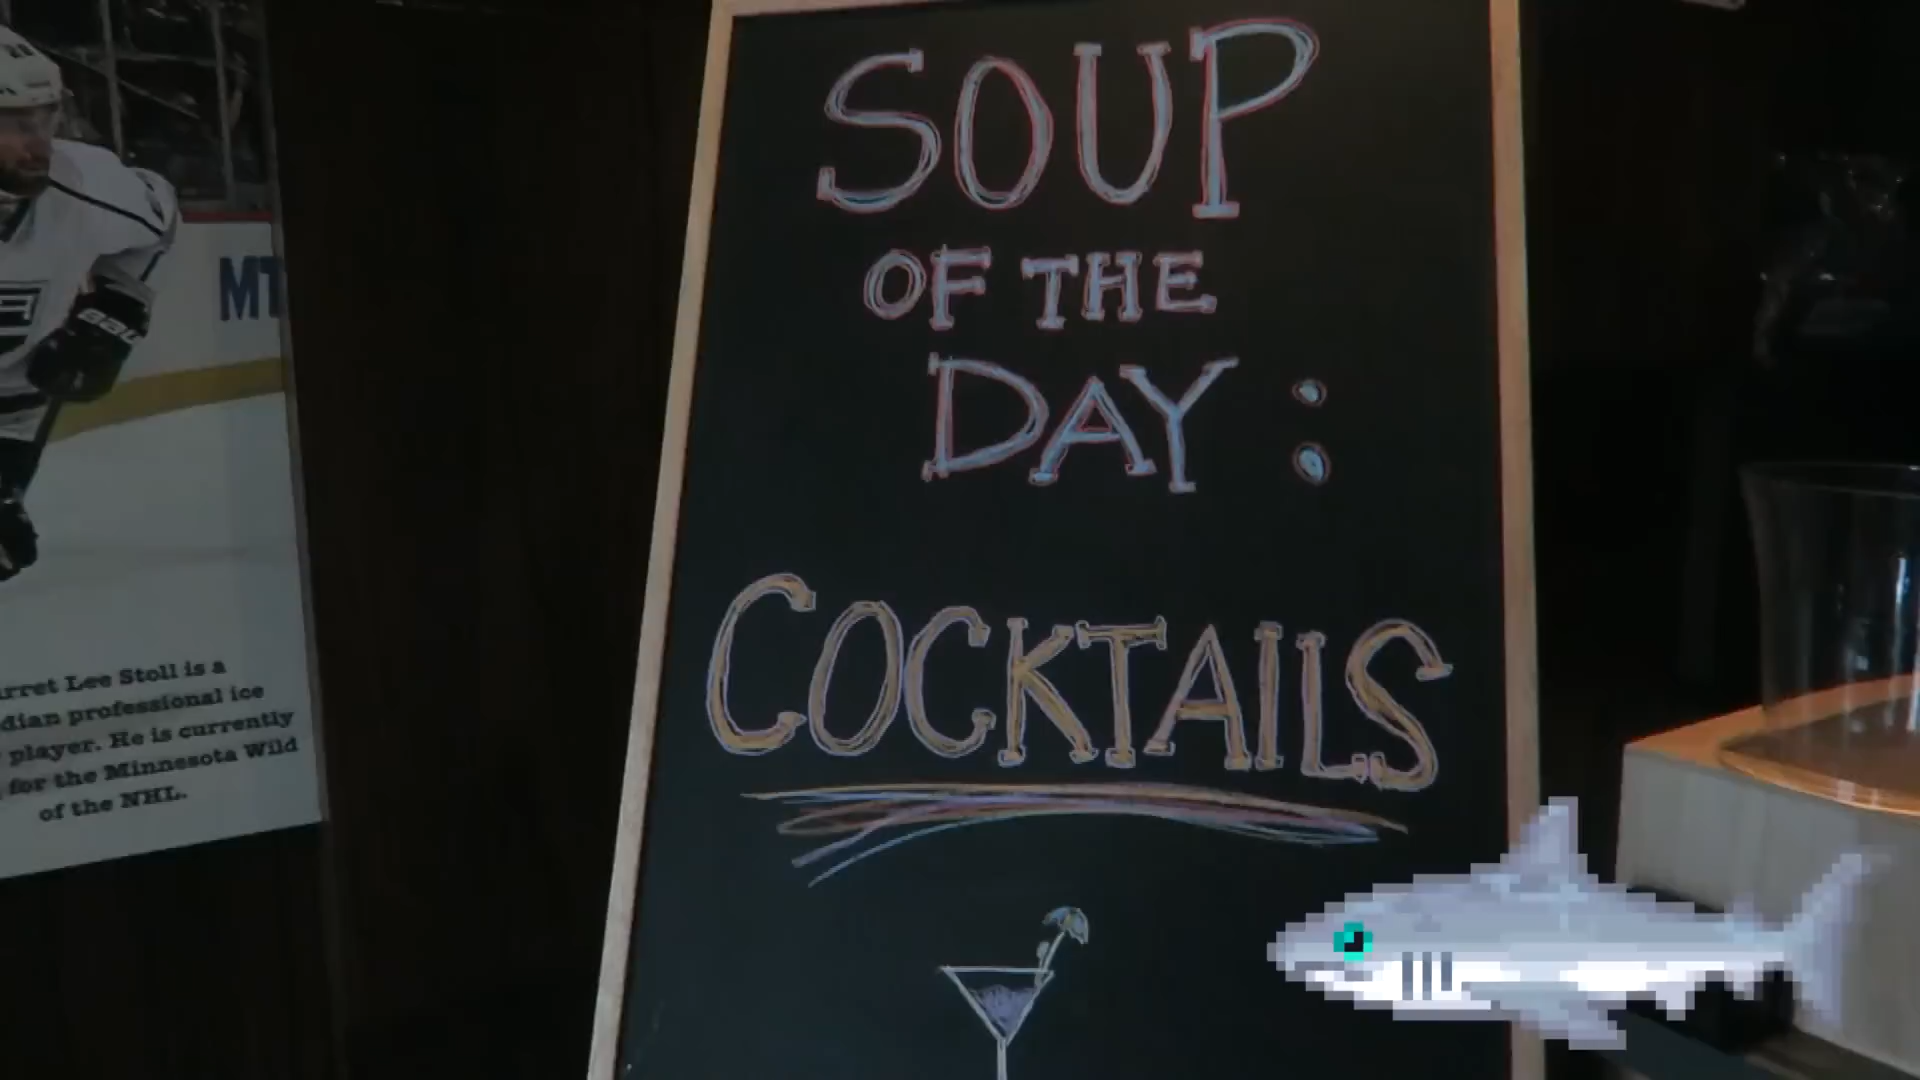 SOUP
OF THE
DAY :
COCKTAILS
MT
rret Lee Stoll is a
dian professional ice
player. He is currently
for the Minnesota Wild
of the NHL.